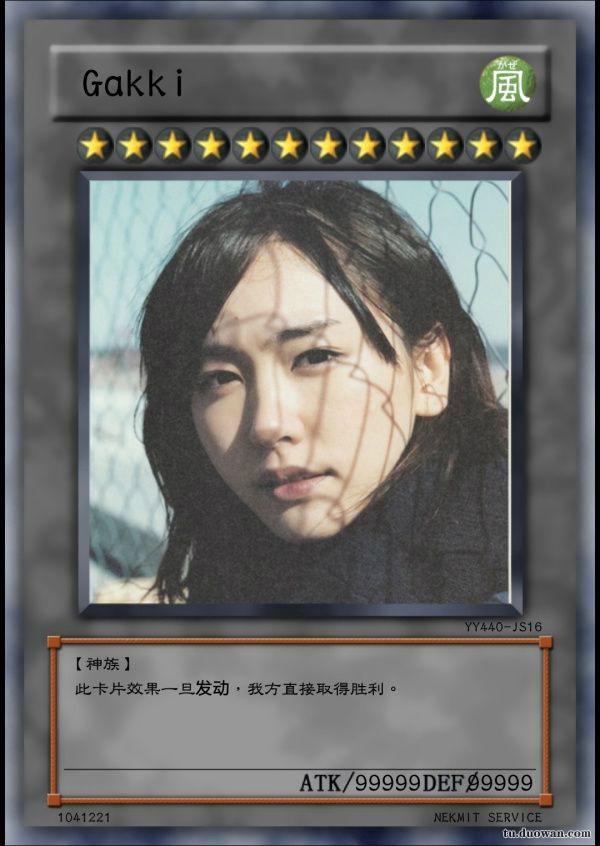 Gakki
かぜ
風
YY440-JS16
【神族】
此卡片效果一旦发动，我方直接取得胜利。
ATK/99999DEF/99999
1041221 NEKMIT SERVICE
tu.duowan.com